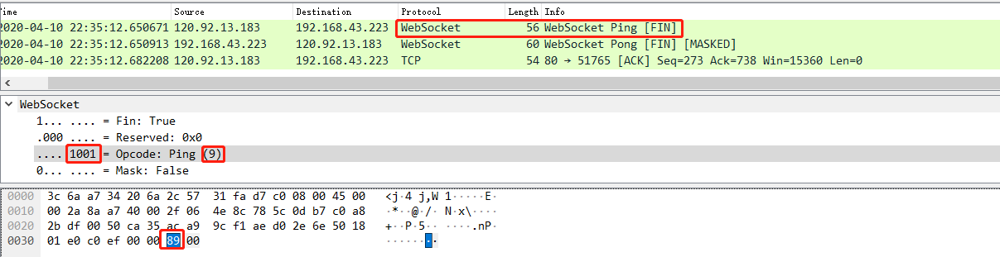 Time Source Destination Protocol Length Info
2020-04-10 22:35:12.650671 120.92.13.183 192.168.43.223 WebSocket 56 WebSocket Ping [FIN]
2020-04-10 22:35:12.650913 192.168.43.223 120.92.13.183 WebSocket 60 WebSocket Pong [FIN] [MASKED]
2020-04-10 22:35:12.682208 120.92.13.183 192.168.43.223 TCP 54 80 → 51765 [ACK] Seq=273 Ack=738 Win=15360 Len=0
WebSocket
1... .... = Fin: True
.000 .... = Reserved: 0x0
.... 1001 = Opcode: Ping (9)
0... .... = Mask: False
0000 3c 6a a7 34 20 6a 2c 57 31 fa d7 c0 08 00 45 00 <j·4 j,W 1·····E·
0010 00 2a 8a a7 40 00 2f 06 4e 8c 78 5c 0d b7 c0 a8 ·*··@·/· N·x\····
0020 2b df 00 50 ca 35 ac a9 9c f1 ae d0 2e 6e 50 18 +··P·5·· ····.nP·
0030 01 e0 c0 ef 00 00 89 00 ········